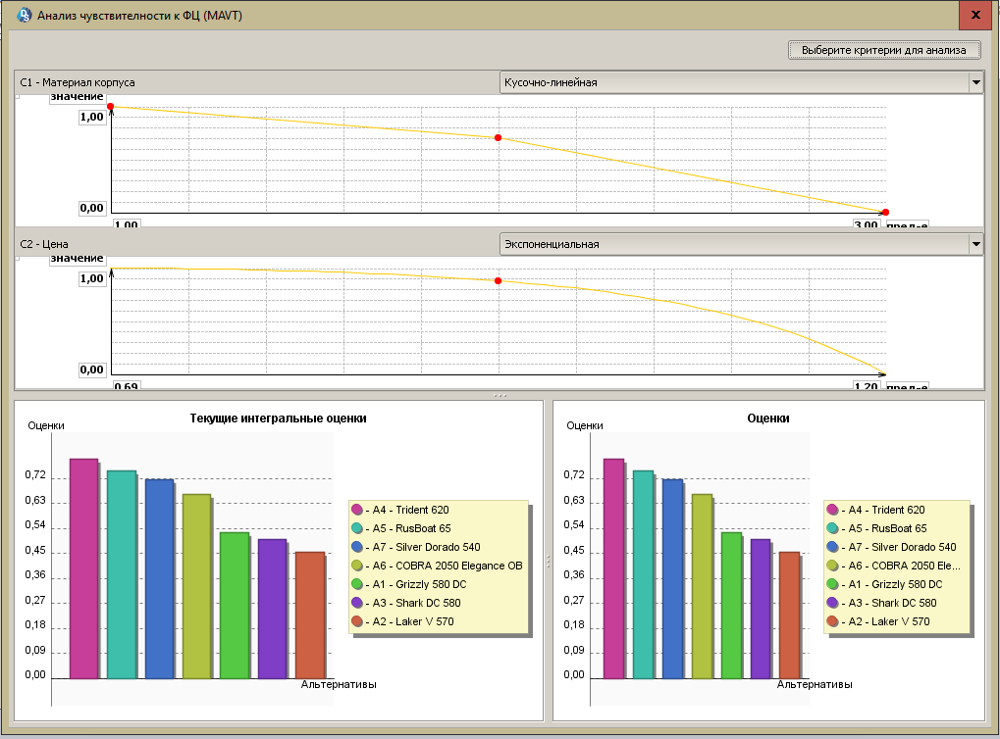 Анализ чувствителности к ФЦ (MAVT)
Выберите критерии для анализа
C1 - Материал корпуса
Кусочно-линейная
значение
1,00
0,00
1.00
3.00
пред-е
C2 - Цена
Экспоненциальная
значение
1,00
0,00
0.69
1.20
пред-е
Текущие интегральные оценки
Оценки
0,72
0,63
0,54
0,45
0,36
0,27
0,18
0,09
0,00
Альтернативы
- A4 - Trident 620
- A5 - RusBoat 65
- A7 - Silver Dorado 540
- A6 - COBRA 2050 Elegance OB
- A1 - Grizzly 580 DC
- A3 - Shark DC 580
- A2 - Laker V 570
Оценки
Оценки
0,72
0,63
0,54
0,45
0,36
0,27
0,18
0,09
0,00
Альтернативы
- A4 - Trident 620
- A5 - RusBoat 65
- A7 - Silver Dorado 540
- A6 - COBRA 2050 Ele...
- A1 - Grizzly 580 DC
- A3 - Shark DC 580
- A2 - Laker V 570